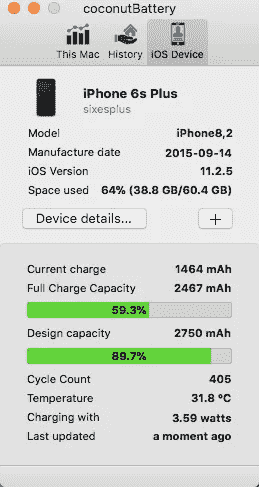 coconutBattery
This Mac History iOS Device
iPhone 6s Plus
sixesplus
Model iPhone8,2
Manufacture date 2015-09-14
iOS Version 11.2.5
Space used 64% (38.8 GB/60.4 GB)
Device details... +
Current charge 1464 mAh
Full Charge Capacity 2467 mAh
59.3%
Design capacity 2750 mAh
89.7%
Cycle Count 405
Temperature 31.8 ºC
Charging with 3.59 watts
Last updated a moment ago